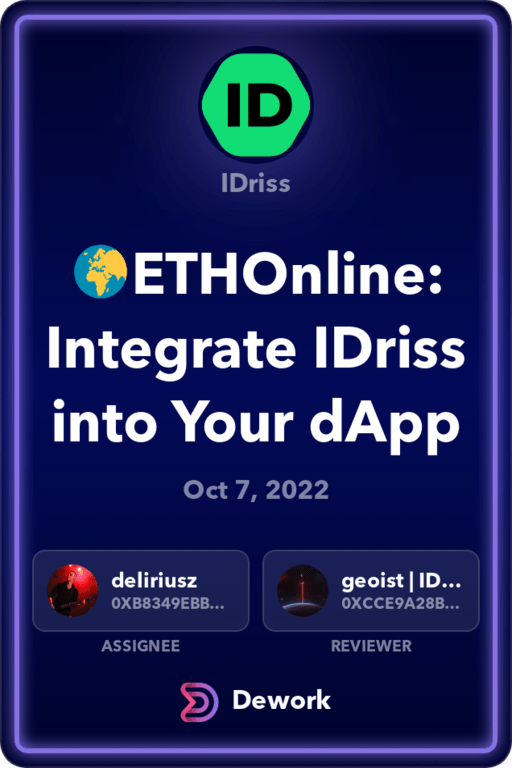 ID
IDriss
🌍ETHOnline:
Integrate IDriss
into Your dApp
Oct 7, 2022
deliriusz
0XB8349EBB...
ASSIGNEE
geoist | ID...
0XCCE9A28B...
REVIEWER
Dework